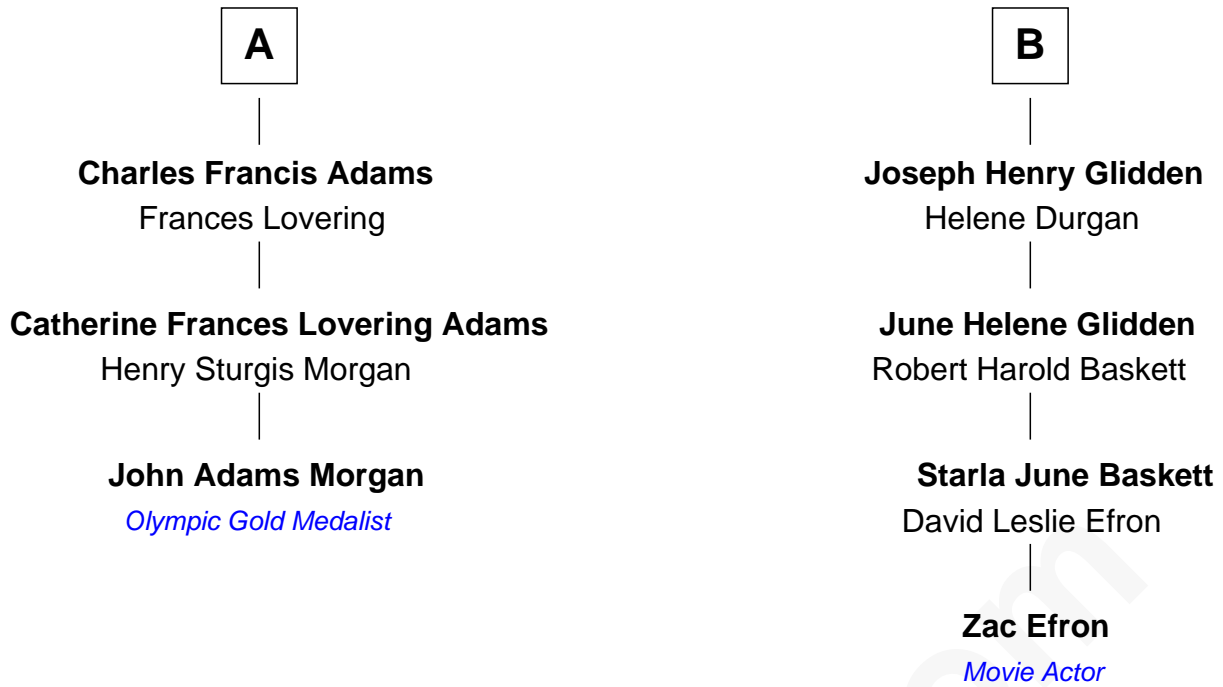 A
Charles Francis Adams
Frances Lovering
Catherine Frances Lovering Adams
Henry Sturgis Morgan
John Adams Morgan
Olympic Gold Medalist
B
Joseph Henry Glidden
Helene Durgan
June Helene Glidden
Robert Harold Baskett
Starla June Baskett
David Leslie Efron
Zac Efron
Movie Actor
om